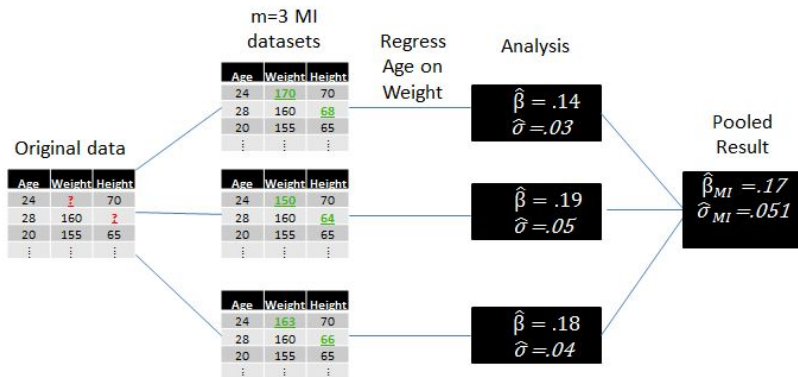 m=3 MI
datasets
Regress
Age on
Weight
Analysis
Original data
Pooled
Result
Age Weight Height
24 ? 70
28 160 ?
20 155 65
⋮ ⋮ ⋮
Age Weight Height
24 170 70
28 160 68
20 155 65
⋮ ⋮ ⋮
Age Weight Height
24 150 70
28 160 64
20 155 65
⋮ ⋮ ⋮
Age Weight Height
24 163 70
28 160 66
20 155 65
⋮ ⋮ ⋮
β̂ = .14
σ̂ =.03
β̂ = .19
σ̂ =.05
β̂ = .18
σ̂ =.04
β̂MI =.17
σ̂ MI =.051